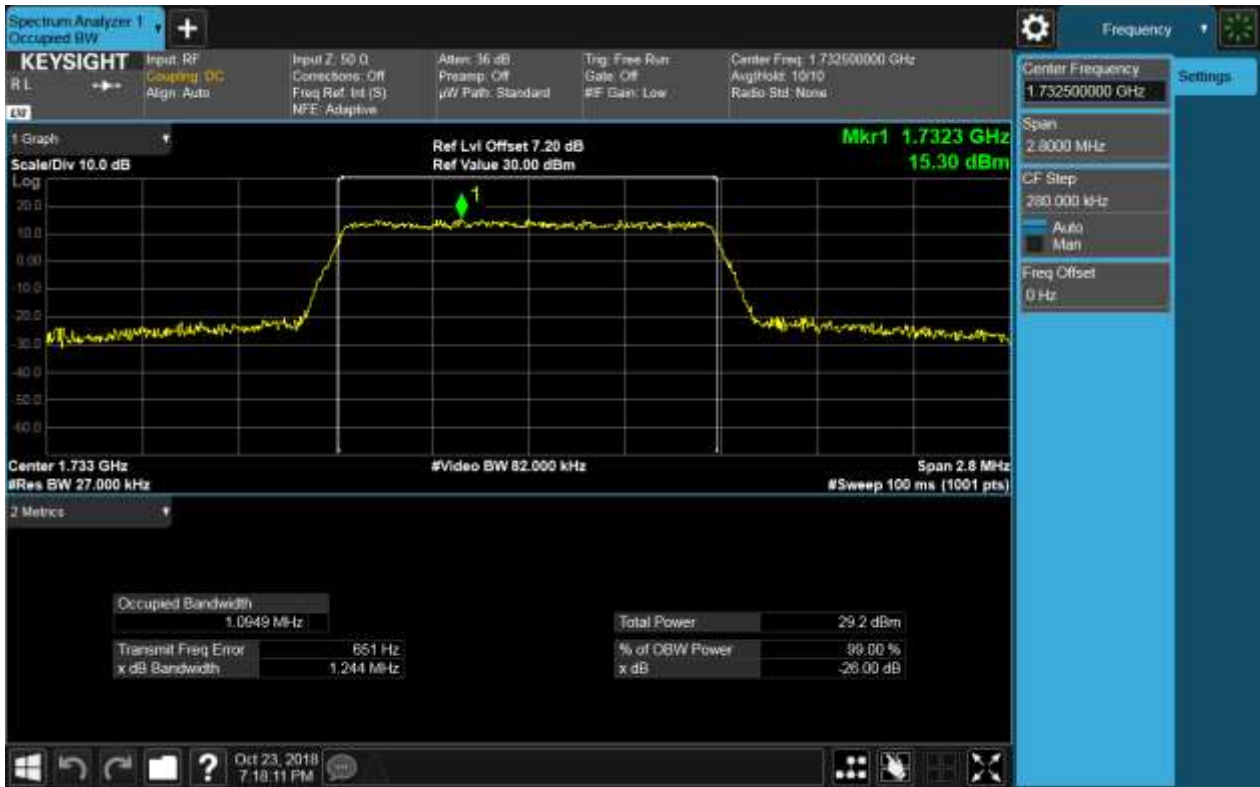 Spectrum Analyzer 1
Occupied BW
Frequency
KEYSIGHT
R L
Input: RF
Coupling: DC
Align: Auto
Input Z: 50 Ω
Corrections: Off
Freq Ref: Int (S)
NFE: Adaptive
Atten: 36 dB
Preamp: Off
µW Path: Standard
Trig: Free Run
Gate: Off
#IF Gain: Low
Center Freq: 1.732500000 GHz
Avg|Hold: 10/10
Radio Std: None
Center Frequency
1.732500000 GHz
Settings
Span
2.8000 MHz
CF Step
280.000 kHz
Auto
Man
Freq Offset
0 Hz
1 Graph
Scale/Div 10.0 dB
Ref Lvl Offset 7.20 dB
Ref Value 30.00 dBm
Mkr1 1.7323 GHz
15.30 dBm
Log
20.0
10.0
0.00
-10.0
-20.0
-30.0
-40.0
-50.0
-60.0
1
Center 1.733 GHz
#Video BW 82.000 kHz
Span 2.8 MHz
#Res BW 27.000 kHz
#Sweep 100 ms (1001 pts)
2 Metrics
Occupied Bandwidth
1.0949 MHz
Total Power 29.2 dBm
Transmit Freq Error 651 Hz
% of OBW Power 99.00 %
x dB Bandwidth 1.244 MHz
x dB -26.00 dB
?
Oct 23, 2018
7:18:11 PM